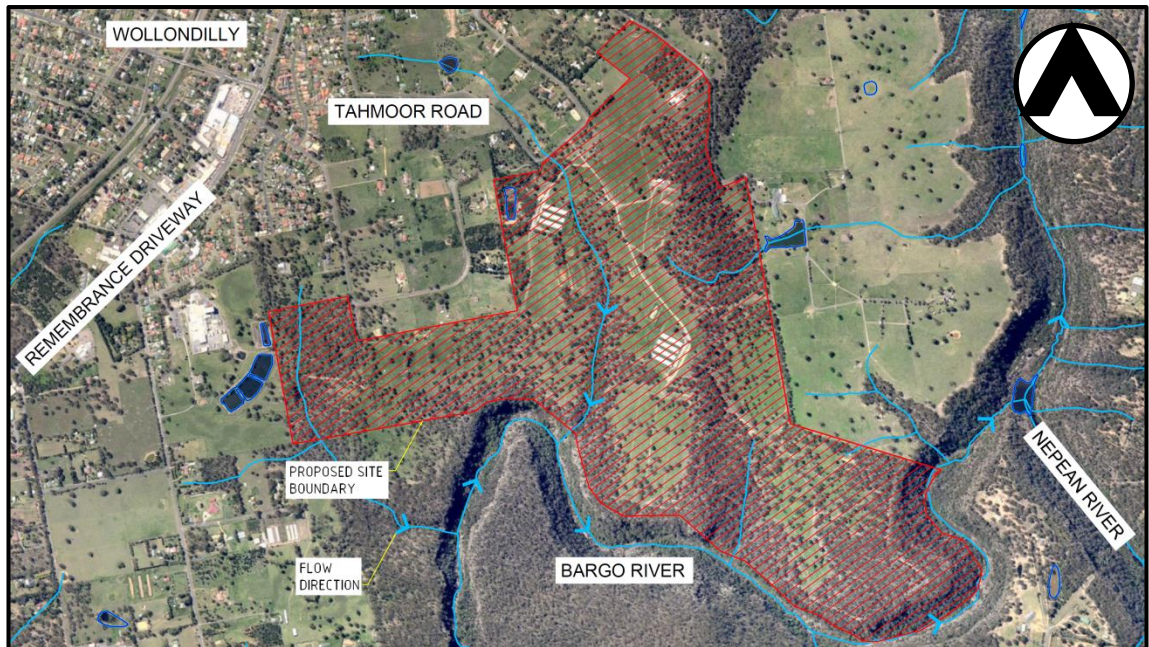 WOLLONDILLY
TAHMOOR ROAD
REMEMBRANCE DRIVEWAY
PROPOSED SITE
BOUNDARY
FLOW
DIRECTION
BARGO RIVER
NEPEAN RIVER